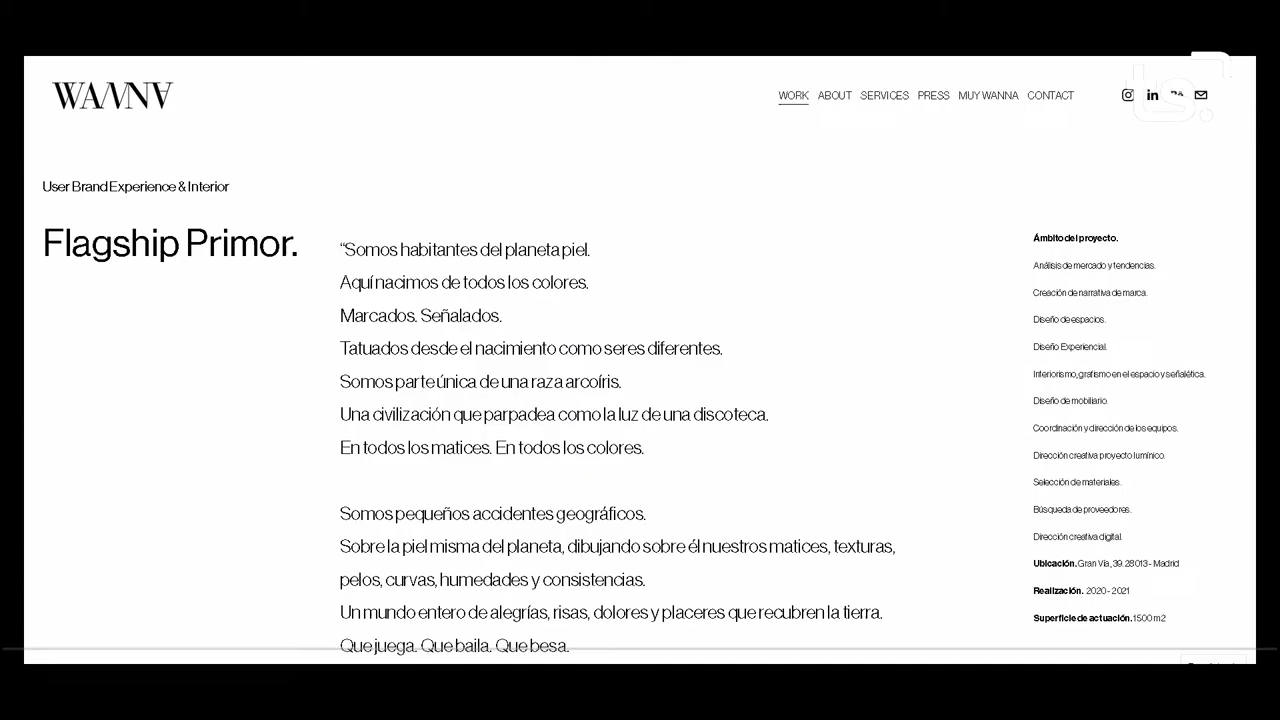 WANNA
WORK ABOUT SERVICES PRESS MUY WANNA CONTACT
User Brand Experience & Interior
Flagship Primor.
“Somos habitantes del planeta piel.
Aquí nacimos de todos los colores.
Marcados. Señalados.
Tatuados desde el nacimiento como seres diferentes.
Somos parte única de una raza arcoíris.
Una civilización que parpadea como la luz de una discoteca.
En todos los matices. En todos los colores.
Somos pequeños accidentes geográficos.
Sobre la piel misma del planeta, dibujando sobre él nuestros matices, texturas,
pelos, curvas, humedades y consistencias.
Un mundo entero de alegrías, risas, dolores y placeres que recubren la tierra.
Que juega. Que baila. Que besa.
Ámbito del proyecto.
Análisis de mercado y tendencias.
Creación de narrativa de marca.
Diseño de espacios.
Diseño Experiencial.
Interiorismo, grafismo en el espacio y señalética.
Diseño de mobiliario.
Coordinación y dirección de los equipos.
Dirección creativa proyecto lumínico.
Selección de materiales.
Búsqueda de proveedores.
Dirección creativa digital.
Ubicación. Gran Vía, 39. 28013 - Madrid
Realización. 2020 - 2021
Superficie de actuación. 1500 m2
ts.